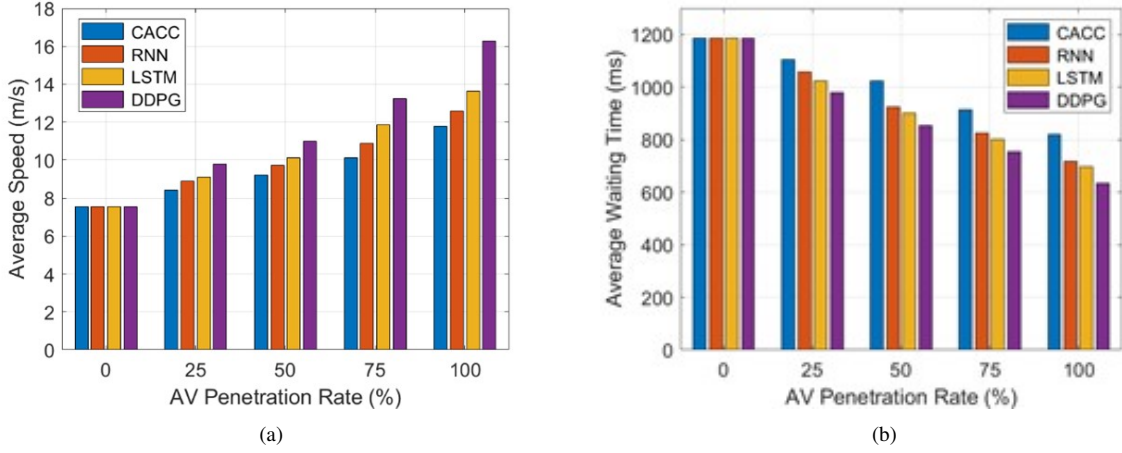 18
16
14
12
10
8
6
4
2
0
Average Speed (m/s)
CACC
RNN
LSTM
DDPG
0 25 50 75 100
AV Penetration Rate (%)
(a)
1200
1000
800
600
400
200
0
Average Waiting Time (ms)
CACC
RNN
LSTM
DDPG
0 25 50 75 100
AV Penetration Rate (%)
(b)